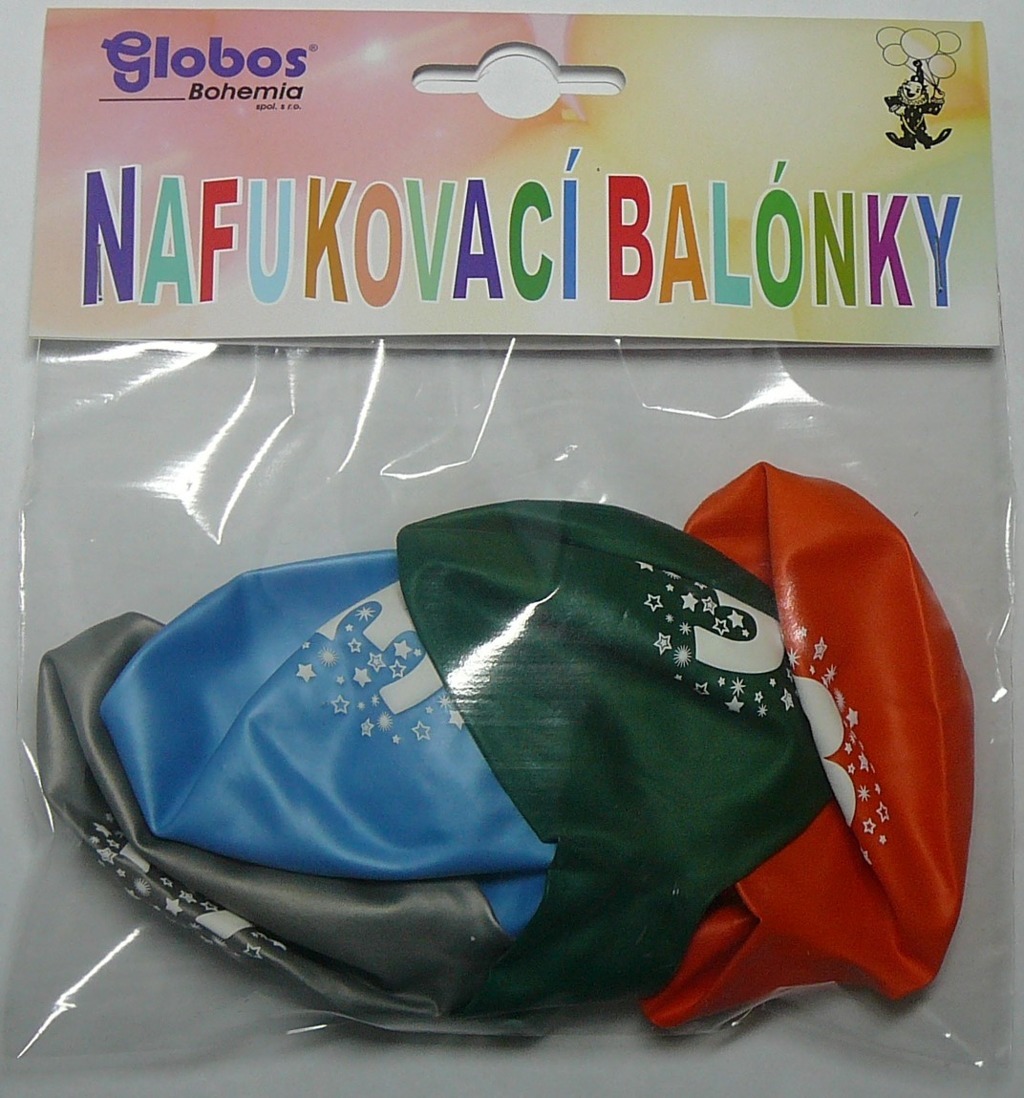 Globos®
Bohemia
spol. s r.o.
NAFUKOVACÍ BALÓNKY